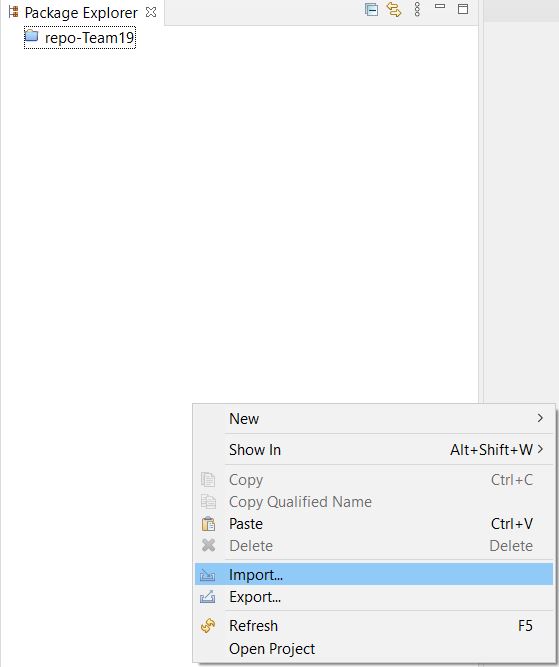 Package Explorer
repo-Team19
New
Show In Alt+Shift+W
Copy Ctrl+C
Copy Qualified Name
Paste Ctrl+V
Delete Delete
Import...
Export...
Refresh F5
Open Project